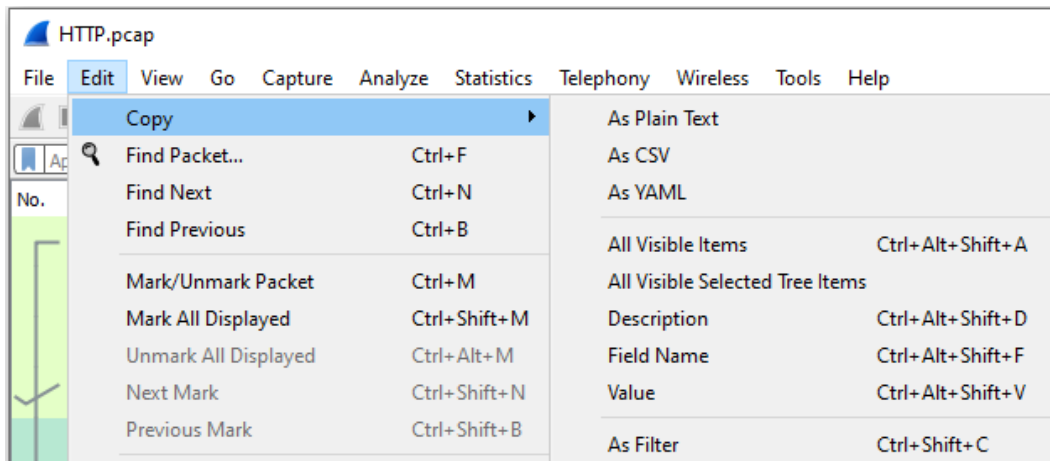 HTTP.pcap
File Edit View Go Capture Analyze Statistics Telephony Wireless Tools Help
Copy
Find Packet... Ctrl+F
Find Next Ctrl+N
Find Previous Ctrl+B
Mark/Unmark Packet Ctrl+M
Mark All Displayed Ctrl+Shift+M
Unmark All Displayed Ctrl+Alt+M
Next Mark Ctrl+Shift+N
Previous Mark Ctrl+Shift+B
As Plain Text
As CSV
As YAML
All Visible Items Ctrl+Alt+Shift+A
All Visible Selected Tree Items
Description Ctrl+Alt+Shift+D
Field Name Ctrl+Alt+Shift+F
Value Ctrl+Alt+Shift+V
As Filter Ctrl+Shift+C
Ap
No.